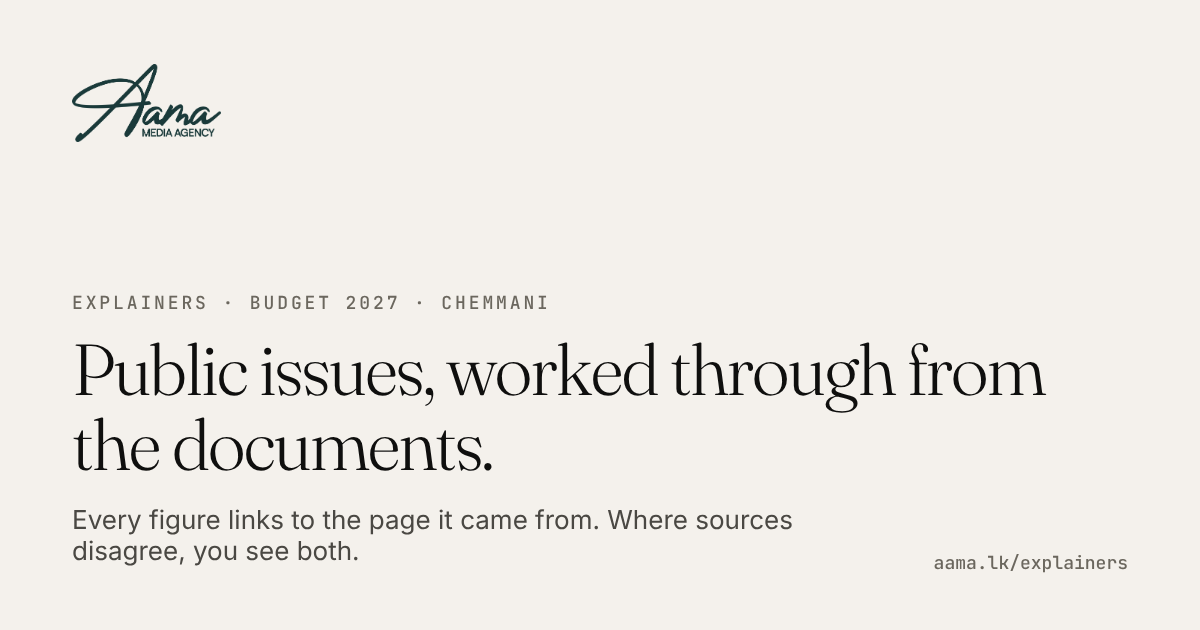 Aama
MEDIA AGENCY
EXPLAINERS · BUDGET 2027 · CHEMMANI
Public issues, worked through from
the documents.
Every figure links to the page it came from. Where sources
disagree, you see both.
aama.lk/explainers